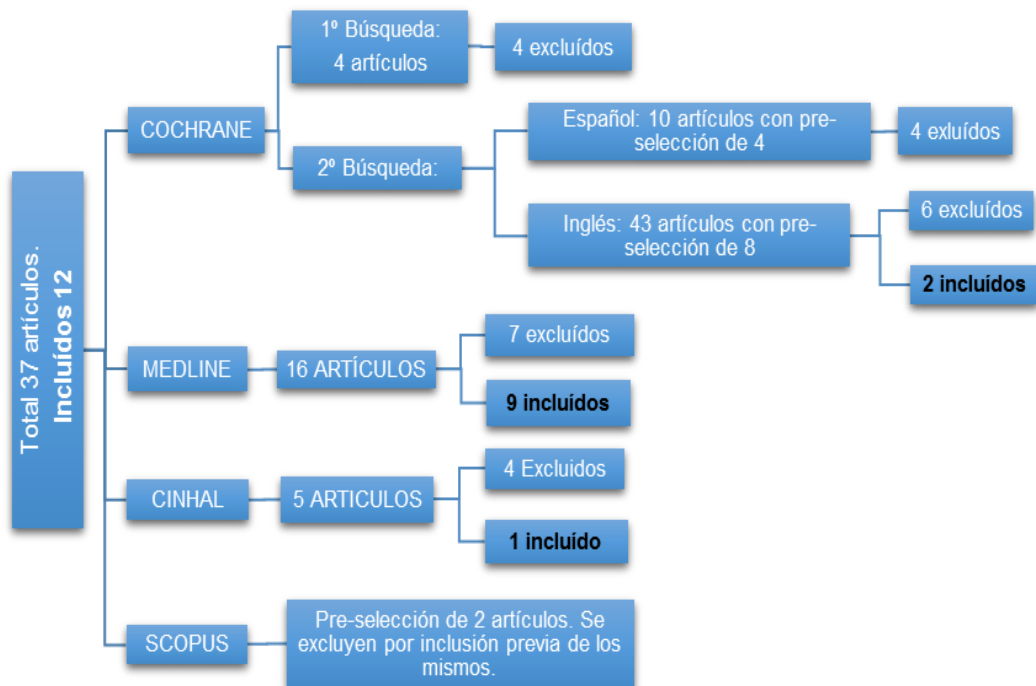 Total 37 artículos.
Incluídos 12
COCHRANE
1º Búsqueda:
4 artículos
4 excluídos
2º Búsqueda:
Español: 10 artículos con pre-
selección de 4
4 exluídos
Inglés: 43 artículos con pre-
selección de 8
6 excluídos
2 incluídos
MEDLINE
16 ARTÍCULOS
7 excluídos
9 incluídos
CINHAL
5 ARTICULOS
4 Excluidos
1 incluído
SCOPUS
Pre-selección de 2 artículos. Se
excluyen por inclusión previa de los
mismos.